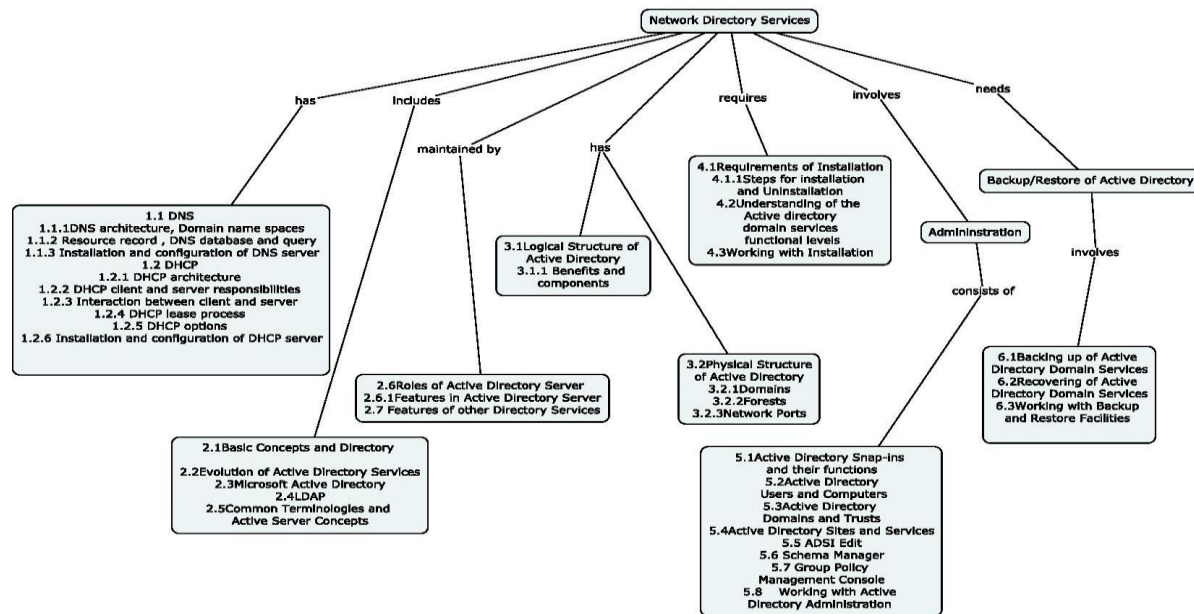 Network Directory Services
has
Includes
maintained by
has
requires
involves
needs
1.1 DNS
1.1.1DNS architecture, Domain name spaces
1.1.2 Resource record , DNS database and query
1.1.3 Installation and configuration of DNS server
1.2 DHCP
1.2.1 DHCP architecture
1.2.2 DHCP client and server responsibilities
1.2.3 Interaction between client and server
1.2.4 DHCP lease process
1.2.5 DHCP options
1.2.6 Installation and configuration of DHCP server
2.1Basic Concepts and Directory
2.2Evolution of Active Directory Services
2.3Microsoft Active Directory
2.4LDAP
2.5Common Terminologies and
Active Server Concepts
2.6Roles of Active Directory Server
2.6.1Features in Active Directory Server
2.7 Features of other Directory Services
3.1Logical Structure of
Active Directory
3.1.1 Benefits and
components
3.2Physical Structure
of Active Directory
3.2.1Domains
3.2.2Forests
3.2.3Network Ports
4.1Requirements of Installation
4.1.1Steps for installation
and Uninstallation
4.2Understanding of the
Active directory
domain services
functional levels
4.3Working with Installation
Admininstration
consists of
5.1Active Directory Snap-ins
and their functions
5.2Active Directory
Users and Computers
5.3Active Directory
Domains and Trusts
5.4Active Directory Sites and Services
5.5 ADSI Edit
5.6 Schema Manager
5.7 Group Policy
Management Console
5.8 Working with Active
Directory Administration
Backup/Restore of Active Directory
involves
6.1Backing up of Active
Directory Domain Services
6.2Recovering of Active
Directory Domain Services
6.3Working with Backup
and Restore Facilities